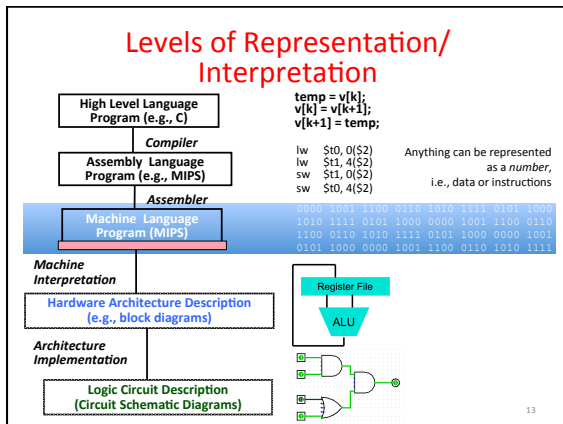 Levels of Representation/
Interpretation
High Level Language
Program (e.g., C)
Compiler
Assembly Language
Program (e.g., MIPS)
Assembler
Machine Language
Program (MIPS)
Machine
Interpretation
Hardware Architecture Description
(e.g., block diagrams)
Architecture
Implementation
Logic Circuit Description
(Circuit Schematic Diagrams)
temp = v[k];
v[k] = v[k+1];
v[k+1] = temp;
lw $t0, 0($2)
lw $t1, 4($2)
sw $t1, 0($2)
sw $t0, 4($2)
Anything can be represented
as a number,
i.e., data or instructions
0000 1001 1100 0110 1010 1111 0101 1000
1010 1111 0101 1000 0000 1001 1100 0110
1100 0110 1010 1111 0101 1000 0000 1001
0101 1000 0000 1001 1100 0110 1010 1111
Register File
ALU
13